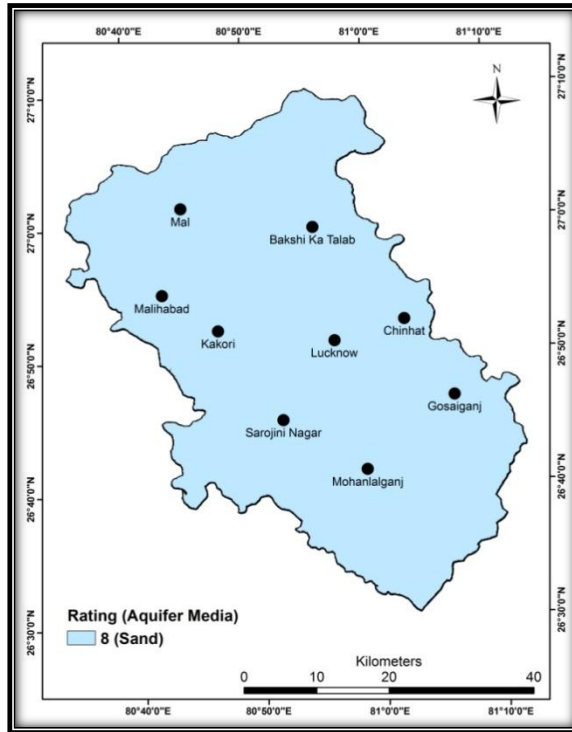 80°40'0"E 80°50'0"E 81°0'0"E 81°10'0"E
N
27°10'0"N
27°10'0"N
27°0'0"N
27°0'0"N
Mal
Bakshi Ka Talab
Malihabad
Chinhat
Kakori
Lucknow
26°50'0"N
26°50'0"N
Gosaiganj
Sarojini Nagar
Mohanlalganj
26°40'0"N
26°40'0"N
26°30'0"N
26°30'0"N
Rating (Aquifer Media)
8 (Sand)
Kilometers
0 10 20 40
80°40'0"E 80°50'0"E 81°0'0"E 81°10'0"E